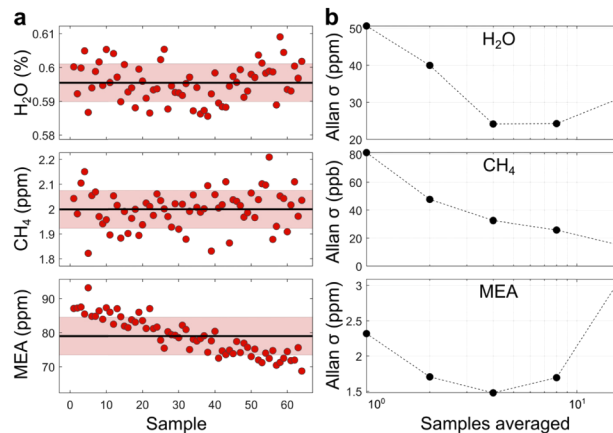 a
b
H₂O (%)
0.61
0.6
0.59
0.58
CH₄ (ppm)
2.2
2.1
2
1.9
1.8
MEA (ppm)
90
80
70
0 10 20 30 40 50 60
Sample
H₂O
Allan σ (ppm)
50
40
30
20
CH₄
Allan σ (ppb)
80
60
40
20
0
MEA
Allan σ (ppm)
3
2.5
2
1.5
10⁰ 10¹
Samples averaged